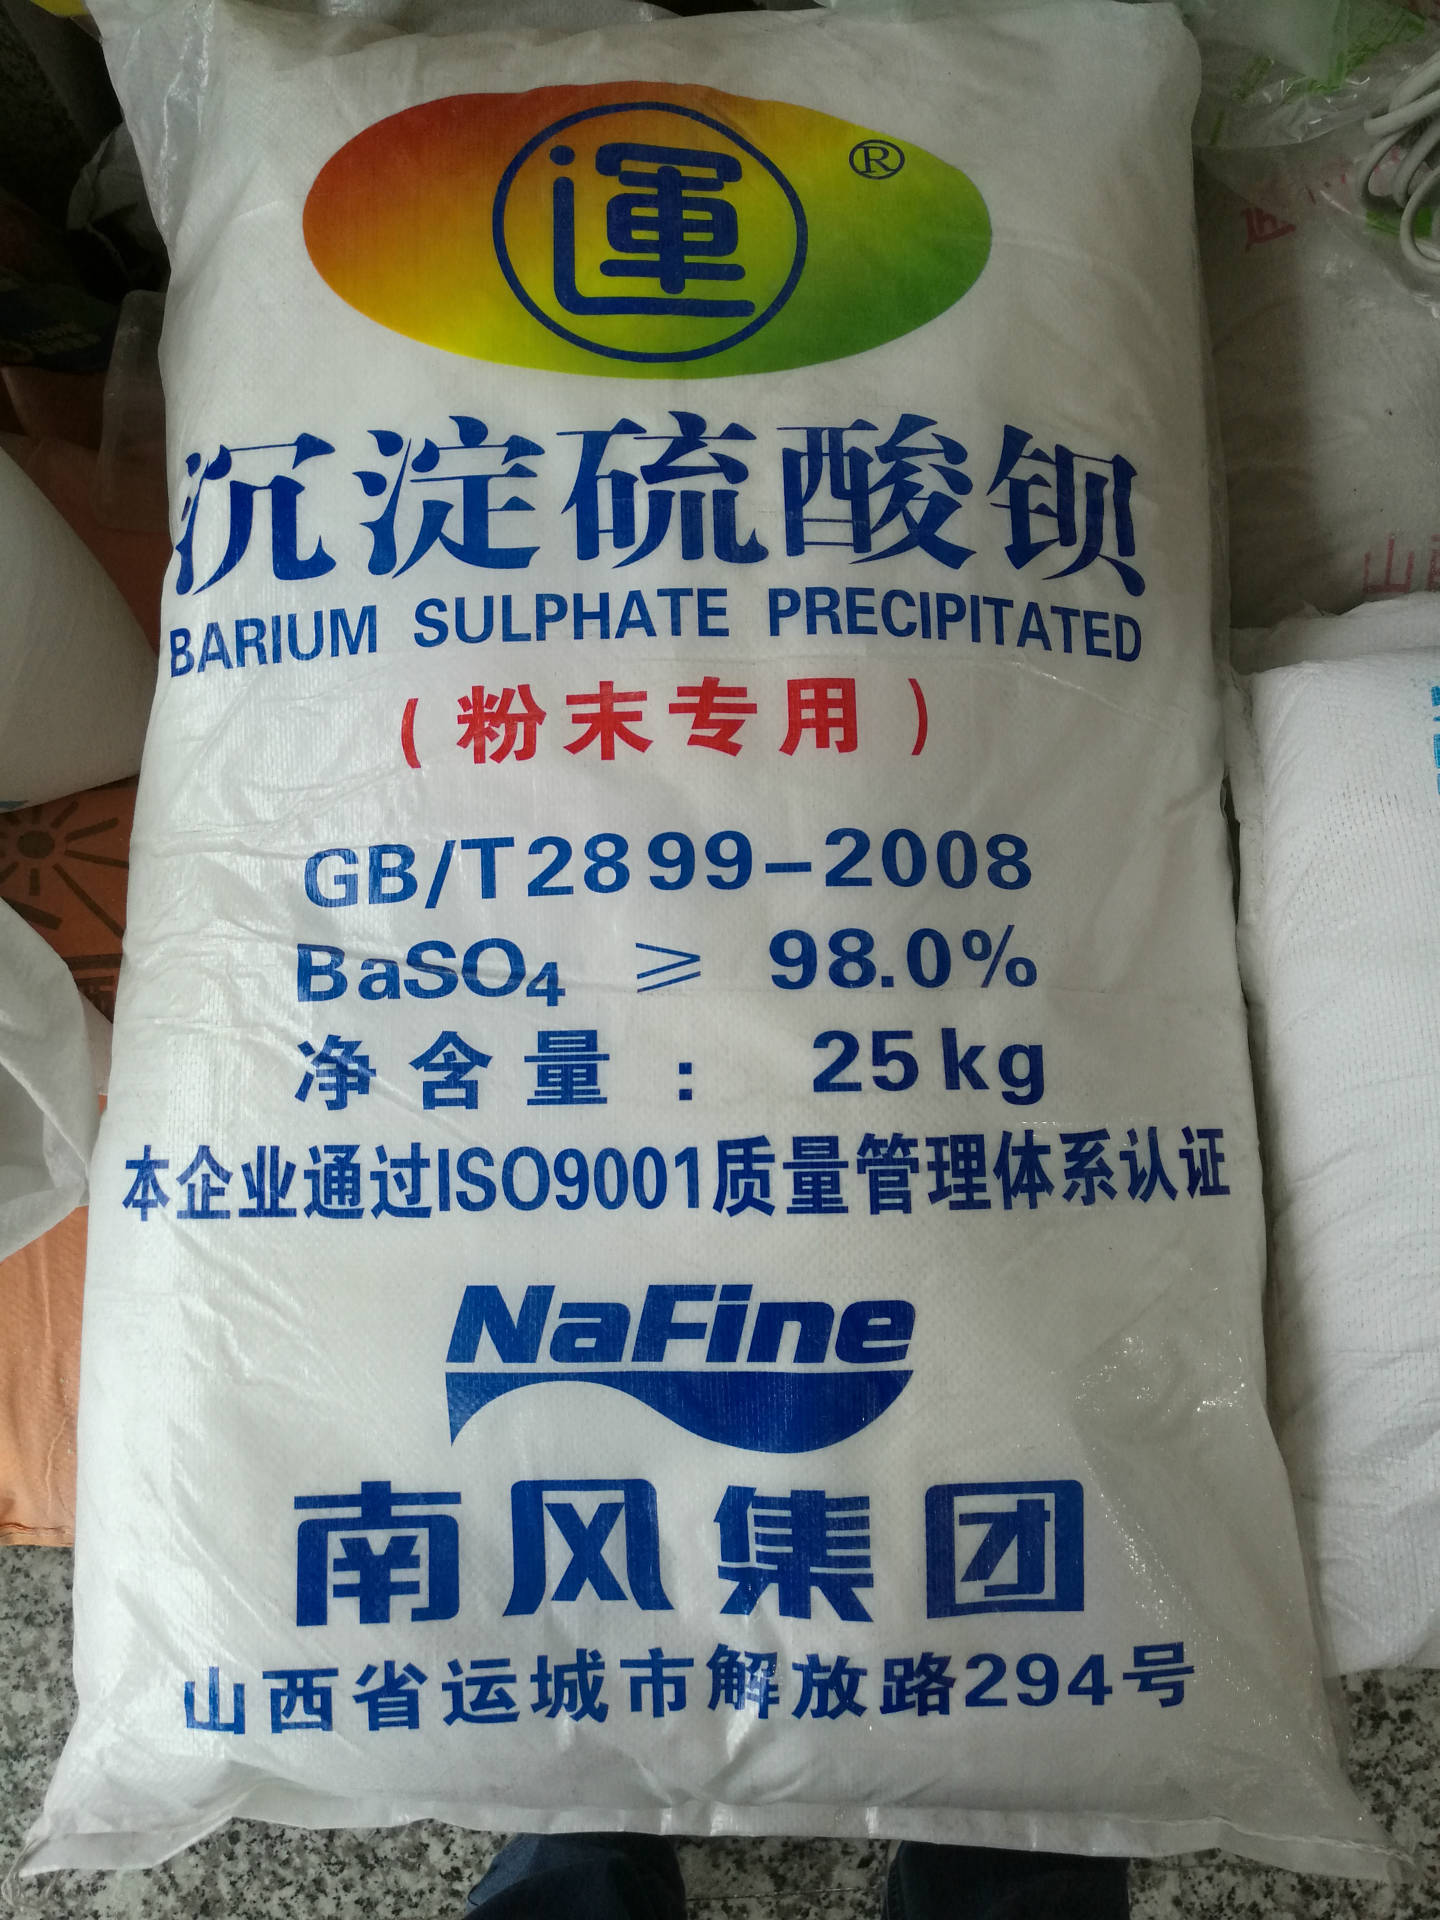 運 ®
沉淀硫酸钡
BARIUM SULPHATE PRECIPITATED
（粉末专用）
GB/T2899-2008
BaSO₄ ≥ 98.0%
净含量： 25kg
本企业通过ISO9001质量管理体系认证
NaFine
南风集团
山西省运城市解放路294号